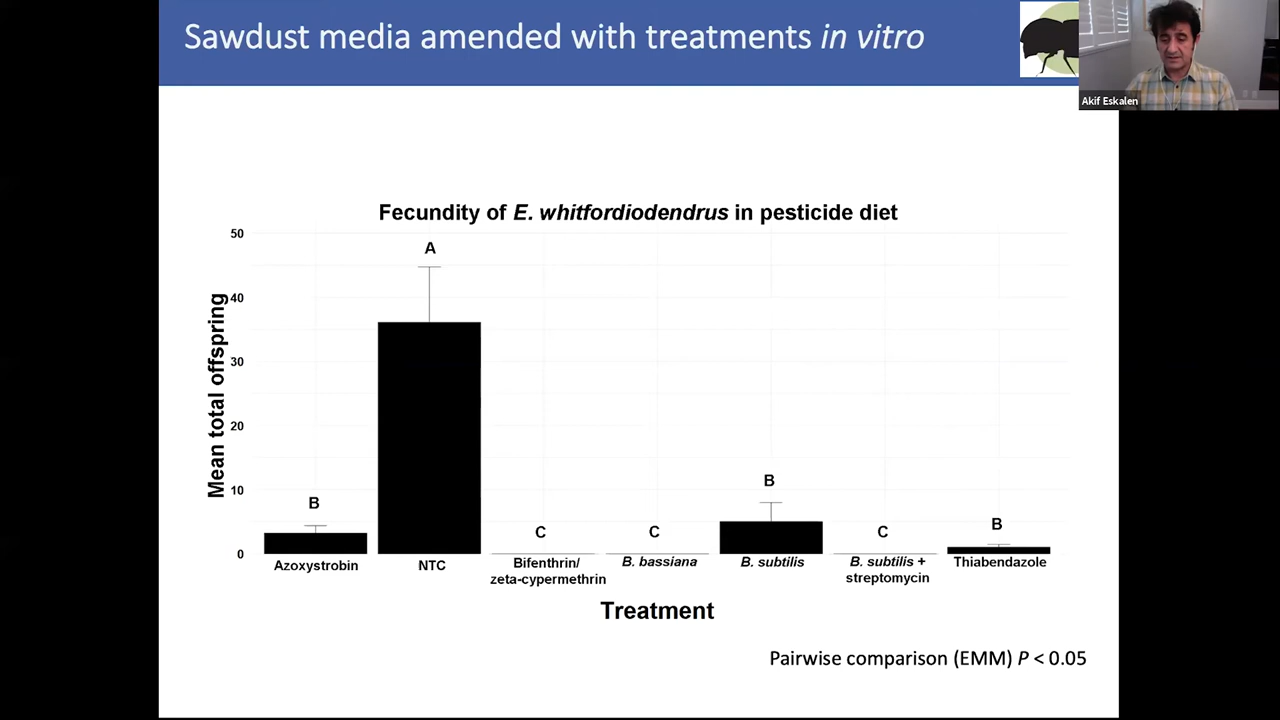 Sawdust media amended with treatments in vitro
Akif Eskalen
Fecundity of E. whitfordiodendrus in pesticide diet
Mean total offspring
50
40
30
20
10
0
A
B
C
C
B
C
B
Azoxystrobin
NTC
Bifenthrin/
zeta-cypermethrin
B. bassiana
B. subtilis
B. subtilis +
streptomycin
Thiabendazole
Treatment
Pairwise comparison (EMM) P < 0.05